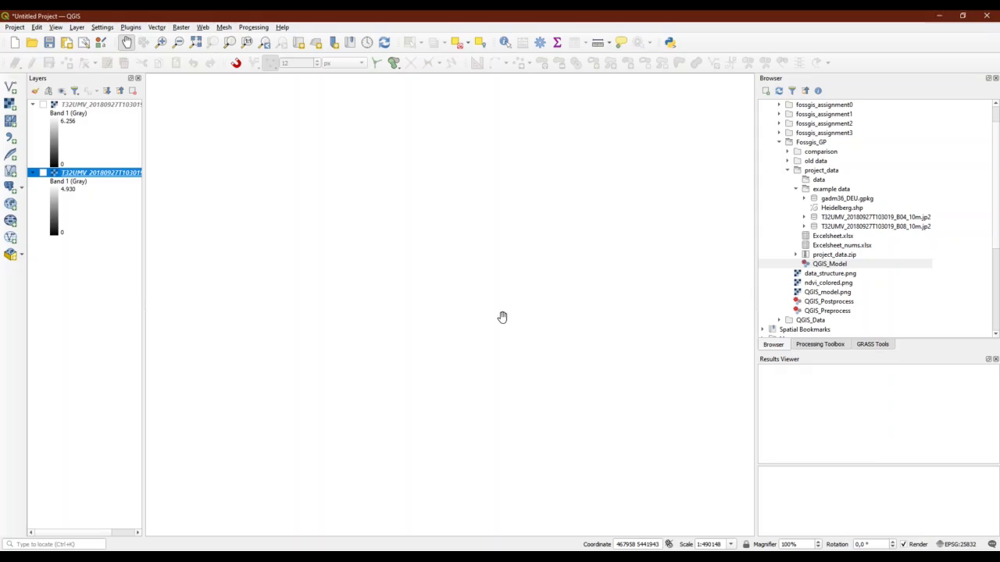 *Untitled Project — QGIS
Project Edit View Layer Settings Plugins Vector Raster Web Mesh Processing Help
12 px
Layers
T32UMV_20180927T103019
Band 1 (Gray)
6.256
0
T32UMV_20180927T103019
Band 1 (Gray)
4.930
0
Browser
fossgis_assignment0
fossgis_assignment1
fossgis_assignment2
fossgis_assignment3
Fossgis_GP
comparison
old data
project_data
data
example data
gadm36_DEU.gpkg
Heidelberg.shp
T32UMV_20180927T103019_B04_10m.jp2
T32UMV_20180927T103019_B08_10m.jp2
Excelsheet.xlsx
Excelsheet_nums.xlsx
project_data.zip
QGIS_Model
data_structure.png
ndvi_colored.png
QGIS_model.png
QGIS_Postprocess
QGIS_Preprocess
QGIS_Data
Spatial Bookmarks
Browser Processing Toolbox GRASS Tools
Results Viewer
Type to locate (Ctrl+K) Coordinate 467958 5441943 Scale 1:490148 Magnifier 100% Rotation 0,0 ° Render EPSG:25832